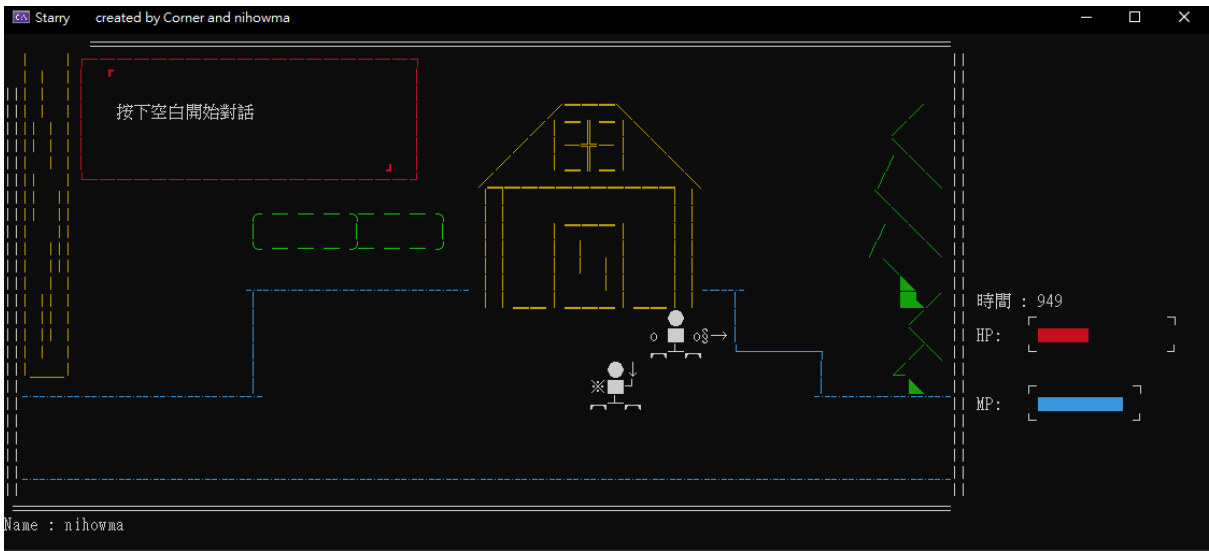 Starry created by Corner and nihowma
按下空白開始對話
時間 : 949
HP:
MP:
Name : nihowma